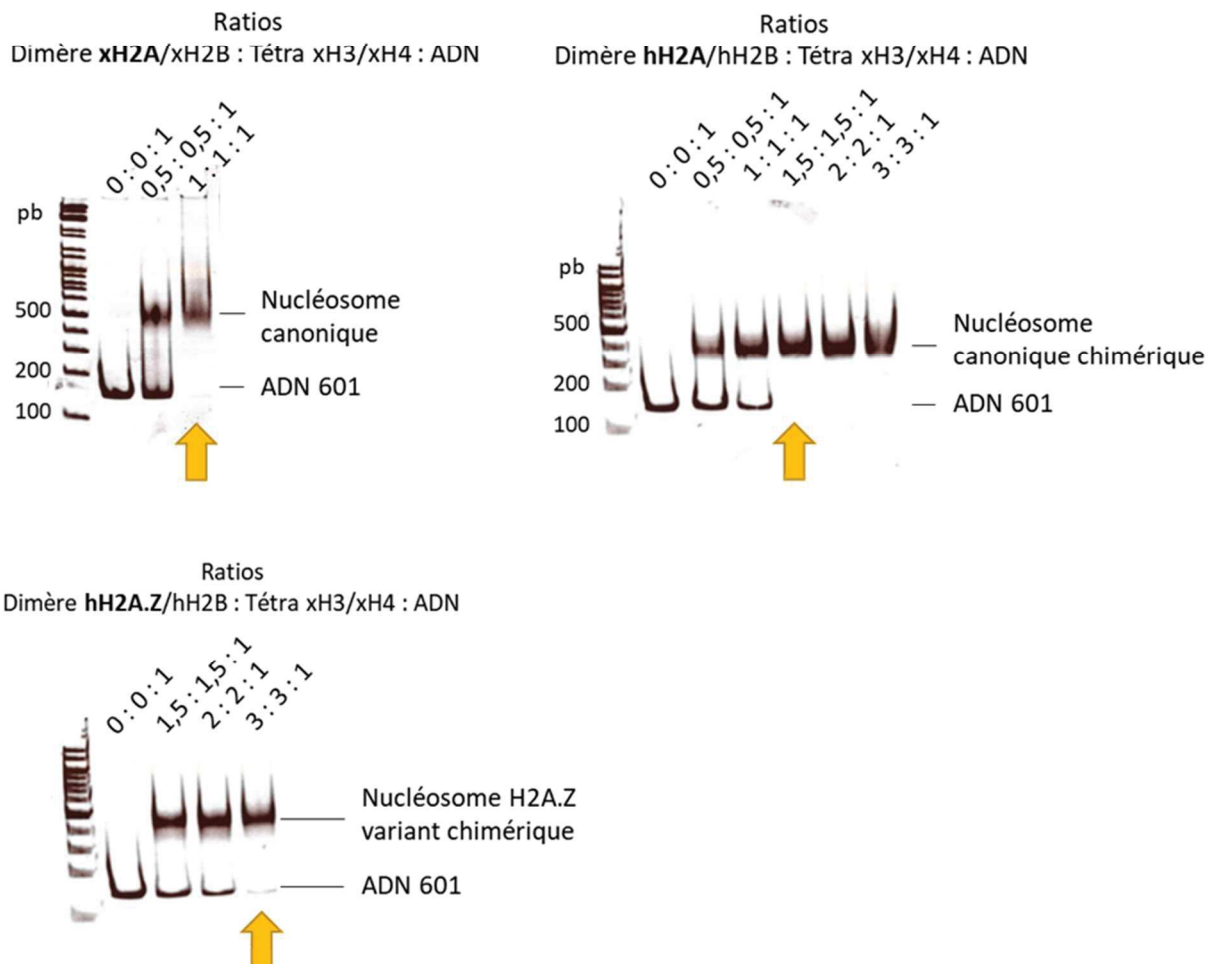 Ratios
Dimère xH2A/xH2B : Tétra xH3/xH4 : ADN
0 : 0 : 1
0,5 : 0,5 : 1
1 : 1 : 1
pb
500
200
100
Nucléosome
canonique
ADN 601
Ratios
Dimère hH2A/hH2B : Tétra xH3/xH4 : ADN
0 : 0 : 1
0,5 : 0,5 : 1
1 : 1 : 1
1,5 : 1,5 : 1
2 : 2 : 1
3 : 3 : 1
pb
500
200
100
Nucléosome
canonique chimérique
ADN 601
Ratios
Dimère hH2A.Z/hH2B : Tétra xH3/xH4 : ADN
0 : 0 : 1
1,5 : 1,5 : 1
2 : 2 : 1
3 : 3 : 1
Nucléosome H2A.Z
variant chimérique
ADN 601